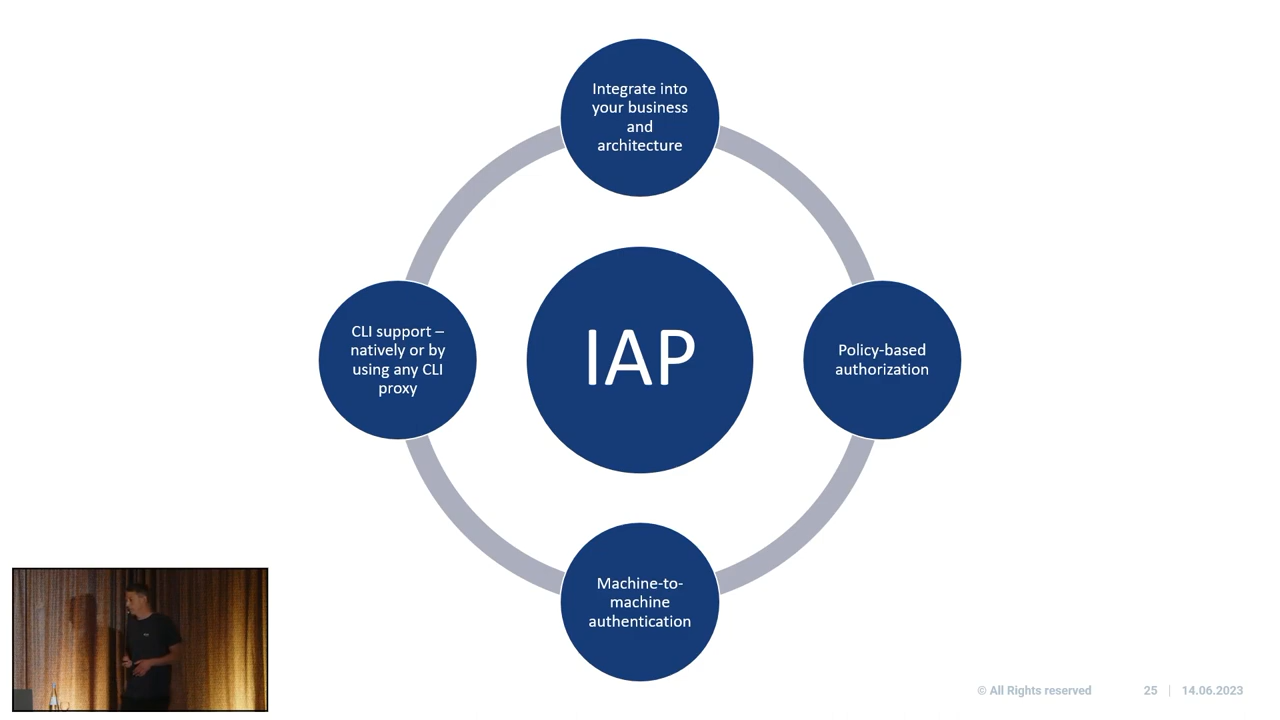 Integrate into
your business
and
architecture
CLI support –
natively or by
using any CLI
proxy
IAP
Policy-based
authorization
Machine-to-
machine
authentication
© All Rights reserved
25
14.06.2023